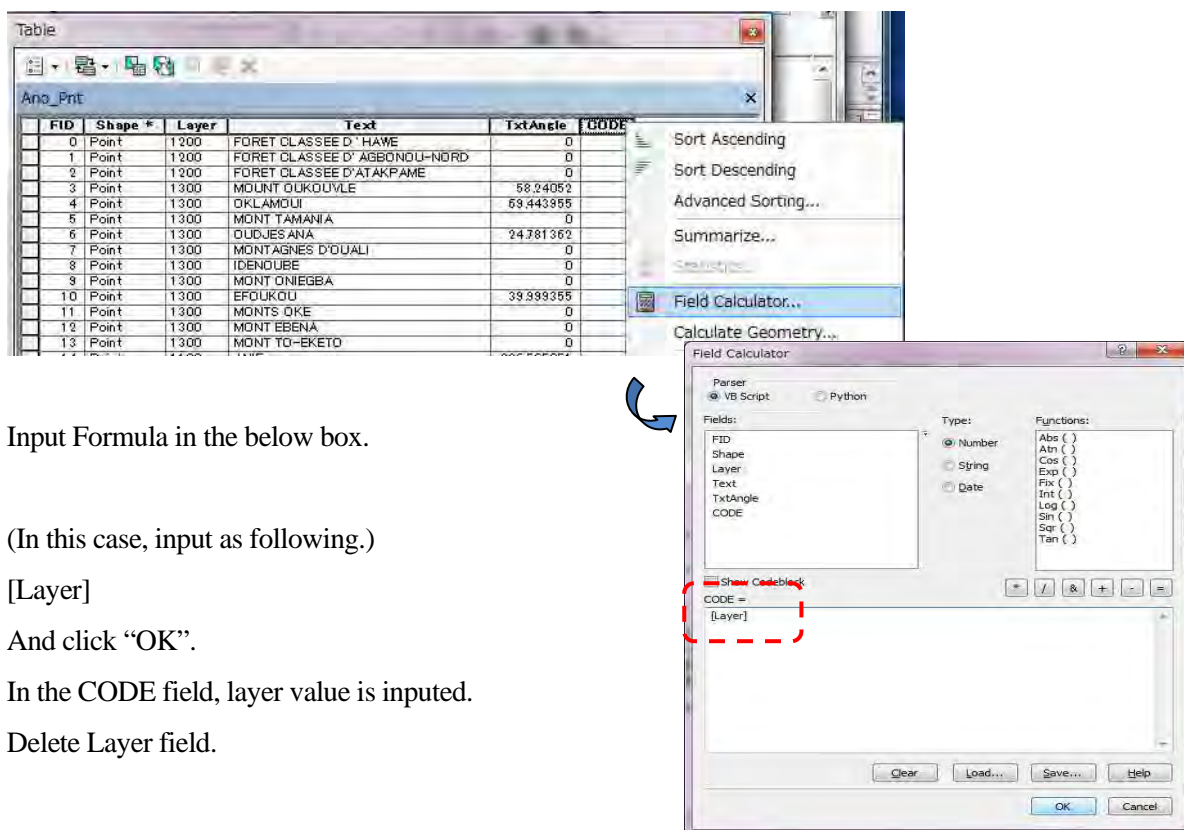 Table
Ano_Pnt
FID Shape * Layer Text TxtAngle CODE
0 Point 1200 FORET CLASSEE D ' HAWE 0
1 Point 1200 FORET CLASSEE D' AGBONOU-NORD 0
2 Point 1200 FORET CLASSEE D'ATAKPAME 0
3 Point 1300 MOUNT OUKOUVLE 58.24052
4 Point 1300 OKLAMOUI 59.443955
5 Point 1300 MONT TAMANIA 0
6 Point 1300 OUDJESANA 24.781362
7 Point 1300 MONTAGNES D'OUALI 0
8 Point 1300 IDENOUBE 0
9 Point 1300 MONT ONIEGBA 0
10 Point 1300 EFOUKOU 39.999355
11 Point 1300 MONTS OKE 0
12 Point 1300 MONT EBENA 0
13 Point 1300 MONT TO-EKETO 0
Sort Ascending
Sort Descending
Advanced Sorting...
Summarize...
Statistics...
Field Calculator...
Calculate Geometry...
Input Formula in the below box.
(In this case, input as following.)
[Layer]
And click “OK”.
In the CODE field, layer value is inputed.
Delete Layer field.
Field Calculator
Parser
VB Script Python
Fields:
FID
Shape
Layer
Text
TxtAngle
CODE
Type:
Number
String
Date
Functions:
Abs ( )
Atn ( )
Cos ( )
Exp ( )
Fix ( )
Int ( )
Log ( )
Sin ( )
Sqr ( )
Tan ( )
Show Codeblock
* / & + - =
CODE =
[Layer]
Clear Load... Save... Help
OK Cancel